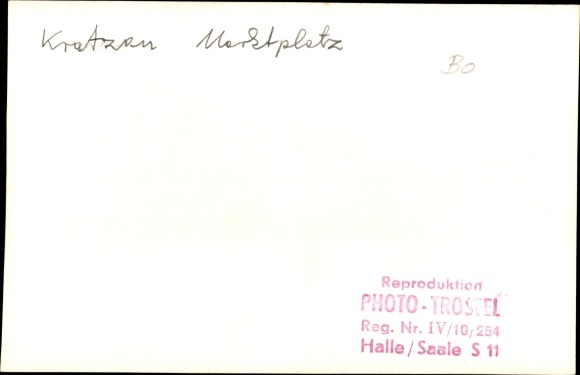 Kratzau Marktplatz
Bo
Reproduktion
PHOTO-TROSTEL
Reg. Nr. IV/10/254
Halle/Saale S 11